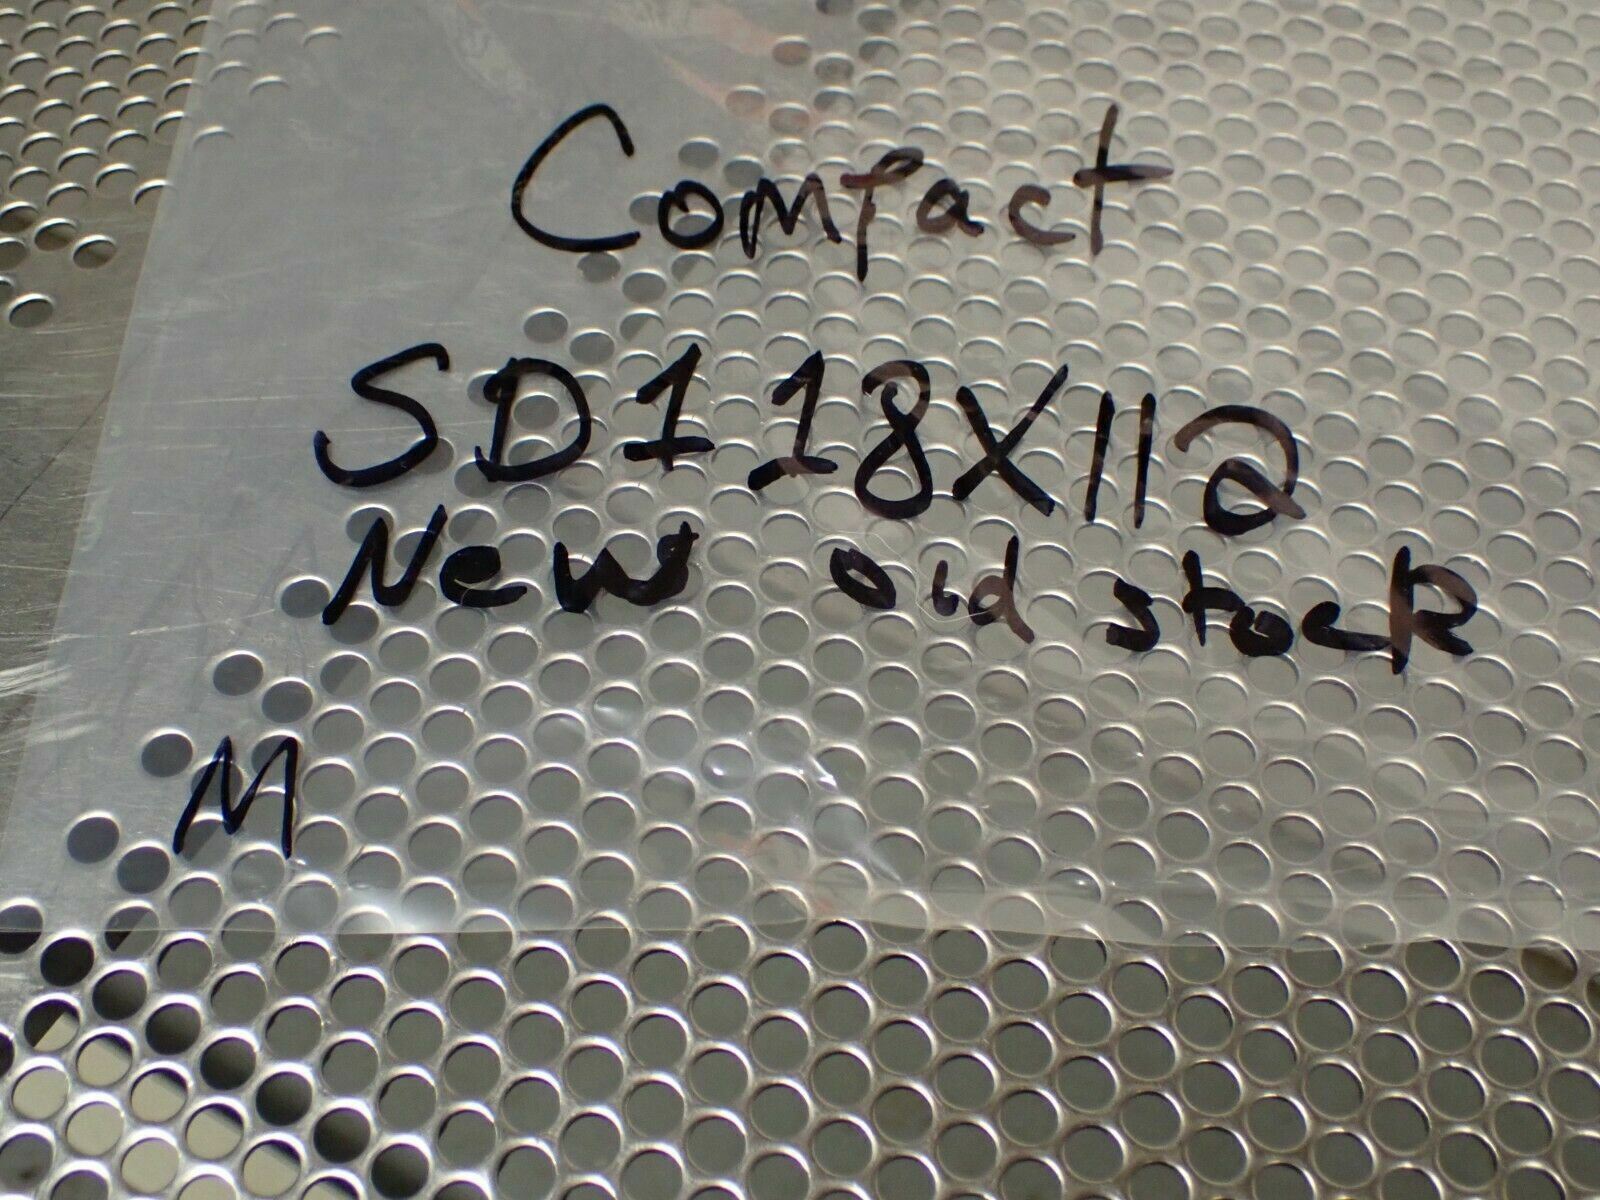 Compact
SD118X112
New old stock
M